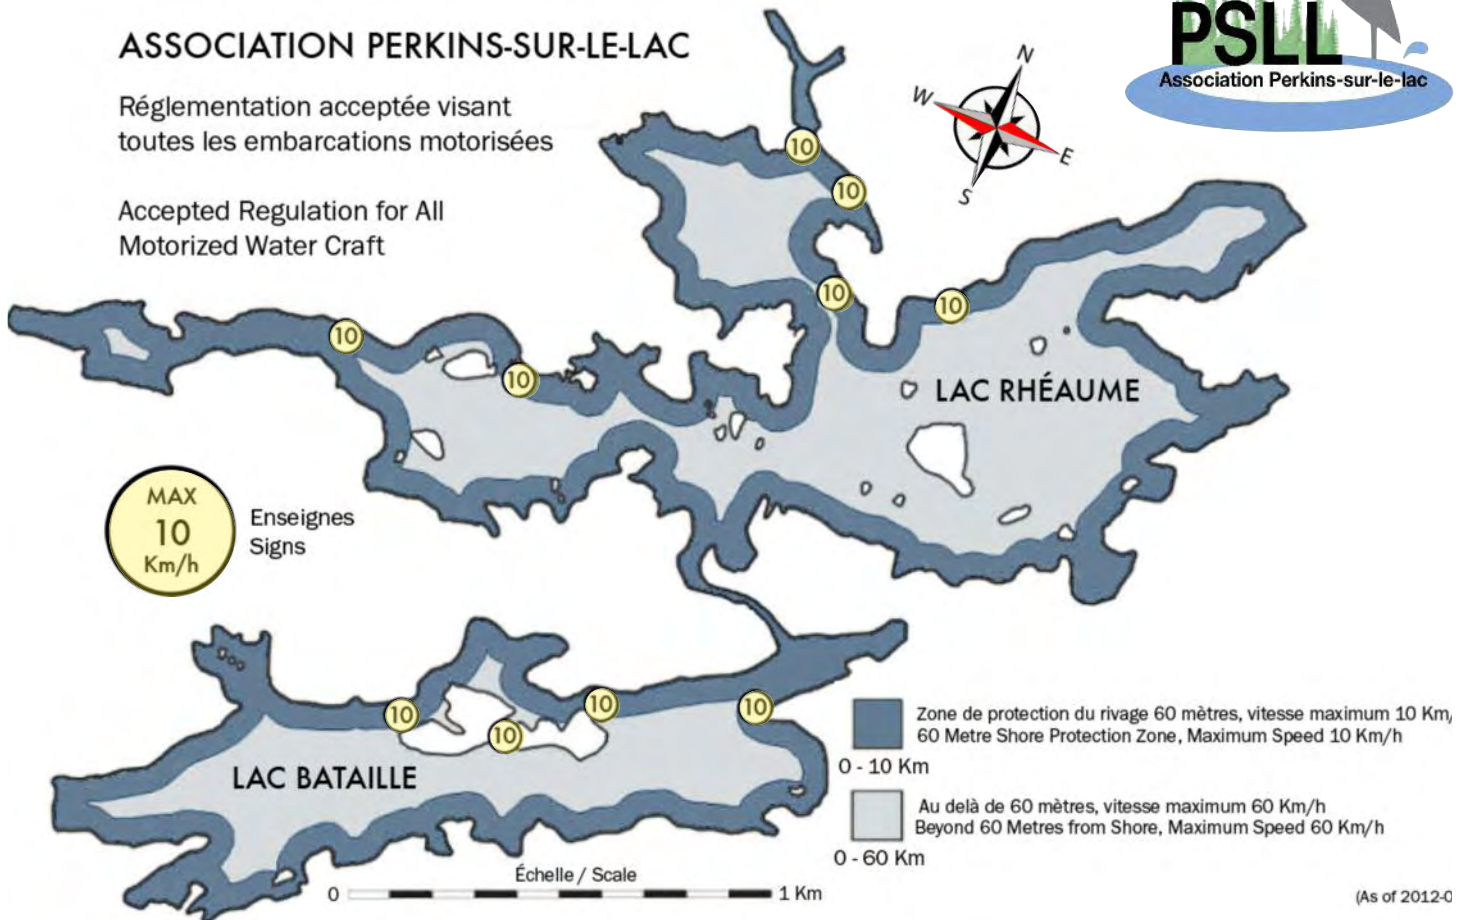 ASSOCIATION PERKINS-SUR-LE-LAC
Réglementation acceptée visant
toutes les embarcations motorisées
Accepted Regulation for All
Motorized Water Craft
PSLL
Association Perkins-sur-le-lac
N
W
E
S
10
10
10
10
10
10
LAC RHÉAUME
MAX
10
Km/h
Enseignes
Signs
10
10
10
10
LAC BATAILLE
Zone de protection du rivage 60 mètres, vitesse maximum 10 Km/
60 Metre Shore Protection Zone, Maximum Speed 10 Km/h
0 - 10 Km
Au delà de 60 mètres, vitesse maximum 60 Km/h
Beyond 60 Metres from Shore, Maximum Speed 60 Km/h
0 - 60 Km
Échelle / Scale
0
1 Km
(As of 2012-0